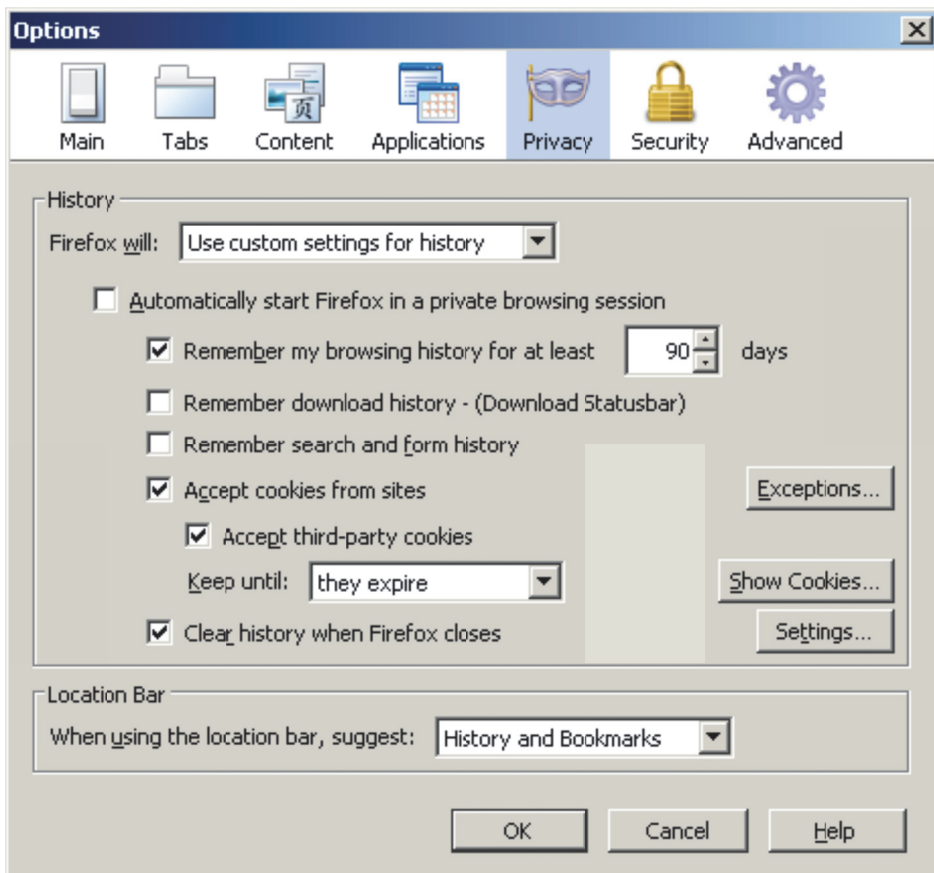 Options
页
Main Tabs Content Applications Privacy Security Advanced
History
Firefox will: Use custom settings for history
Automatically start Firefox in a private browsing session
Remember my browsing history for at least 90 days
Remember download history - (Download Statusbar)
Remember search and form history
Accept cookies from sites Exceptions...
Accept third-party cookies
Keep until: they expire Show Cookies...
Clear history when Firefox closes Settings...
Location Bar
When using the location bar, suggest: History and Bookmarks
OK Cancel Help